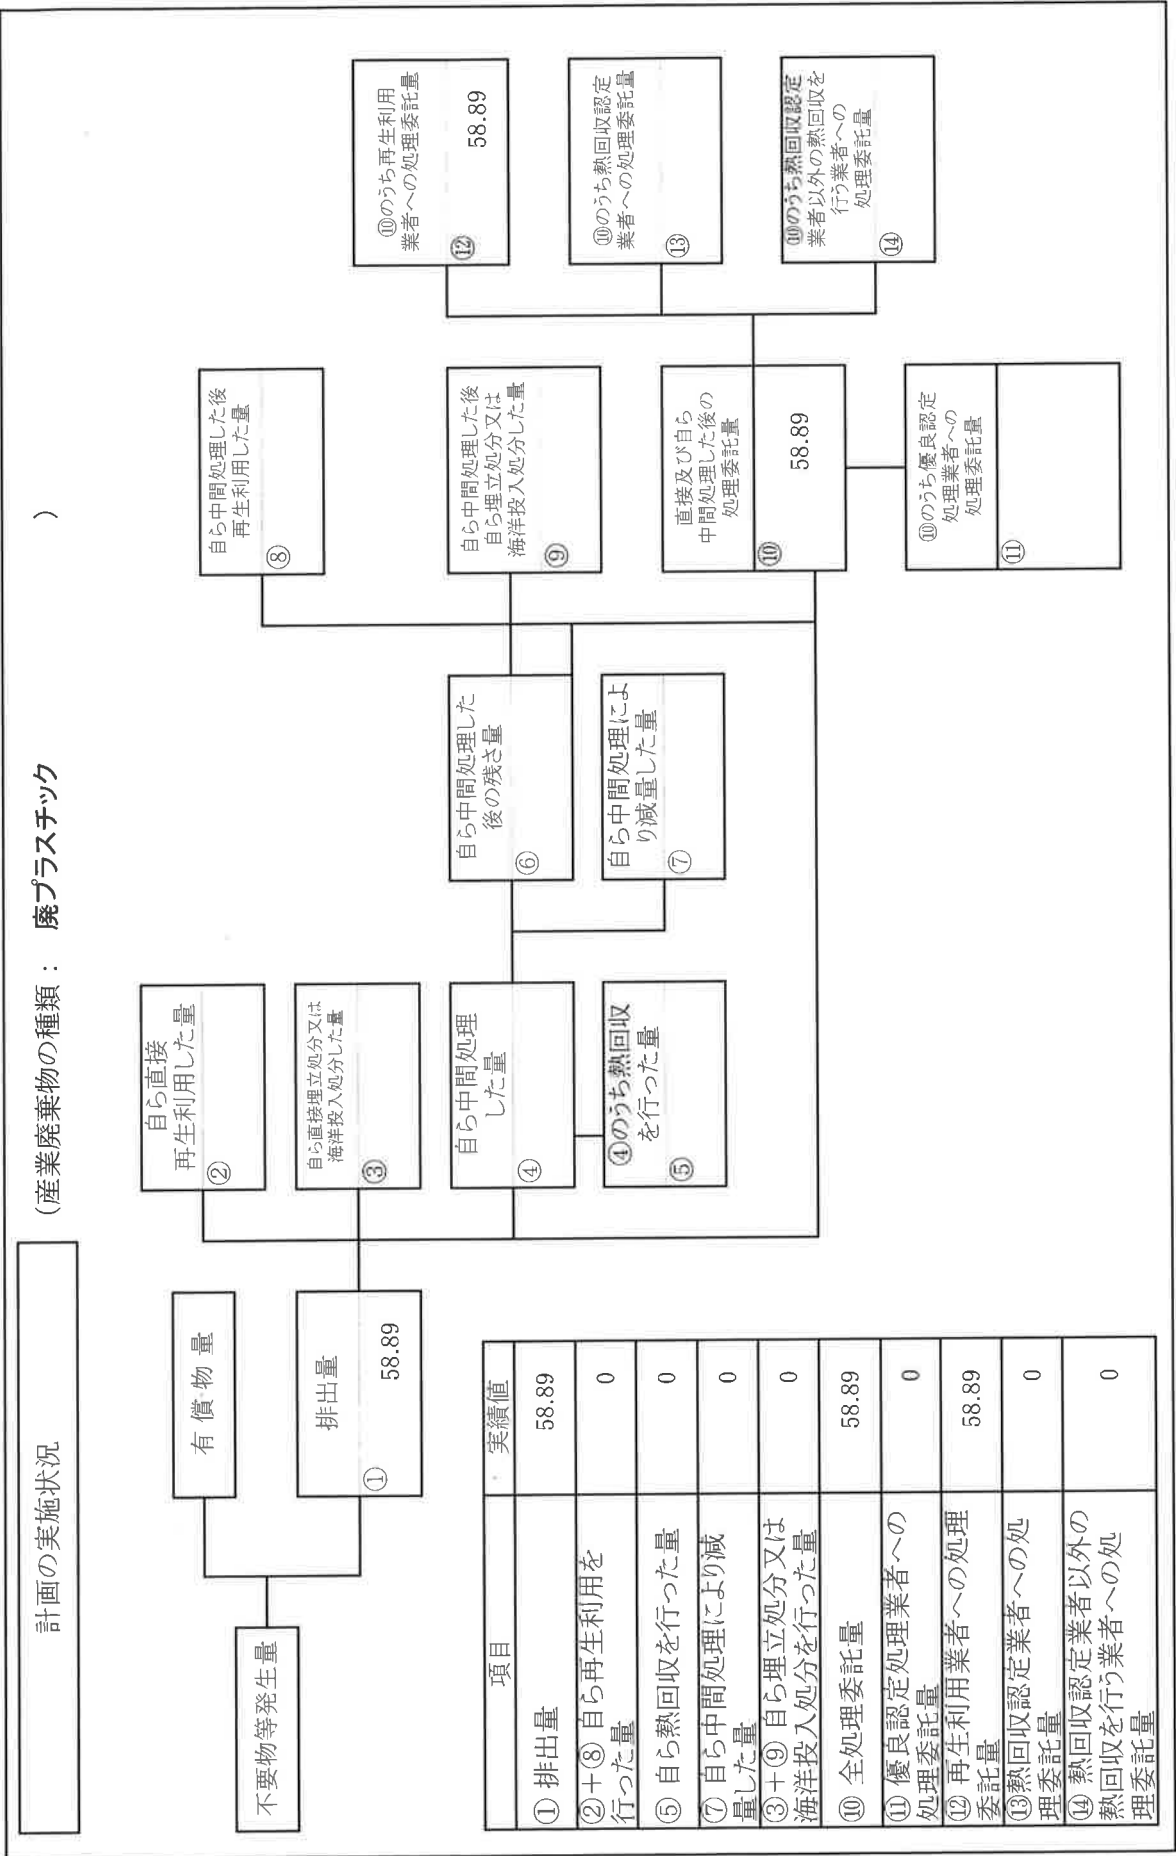 計画の実施状況
(産業廃棄物の種類： 廃プラスチック )
不要物等発生量
有償物量
排出量
① 58.89
自ら直接
再生利用した量
②
自ら直接埋立処分又は
海洋投入処分した量
③
自ら中間処理
した量
④
④のうち熱回収
を行った量
⑤
自ら中間処理した
後の残さ量
⑥
自ら中間処理によ
り減量した量
⑦
自ら中間処理した後
再生利用した量
⑧
自ら中間処理した後
自ら埋立処分又は
海洋投入処分した量
⑨
直接及び自ら
中間処理した後の
処理委託量
⑩ 58.89
⑩のうち優良認定
処理業者への
処理委託量
⑪
⑩のうち再生利用
業者への処理委託量
⑫ 58.89
⑩のうち熱回収認定
業者への処理委託量
⑬
⑩のうち熱回収認定
業者以外の熱回収を
行う業者への
処理委託量
⑭
項目 実績値
① 排出量 58.89
②＋⑧ 自ら再生利用を
行った量 0
⑤ 自ら熱回収を行った量 0
⑦ 自ら中間処理により減
量した量 0
③＋⑨ 自ら埋立処分又は
海洋投入処分を行った量 0
⑩ 全処理委託量 58.89
⑪ 優良認定処理業者への
処理委託量 0
⑫ 再生利用業者への処理
委託量 58.89
⑬熱回収認定業者への処
理委託量 0
⑭ 熱回収認定業者以外の
熱回収を行う業者への処
理委託量 0